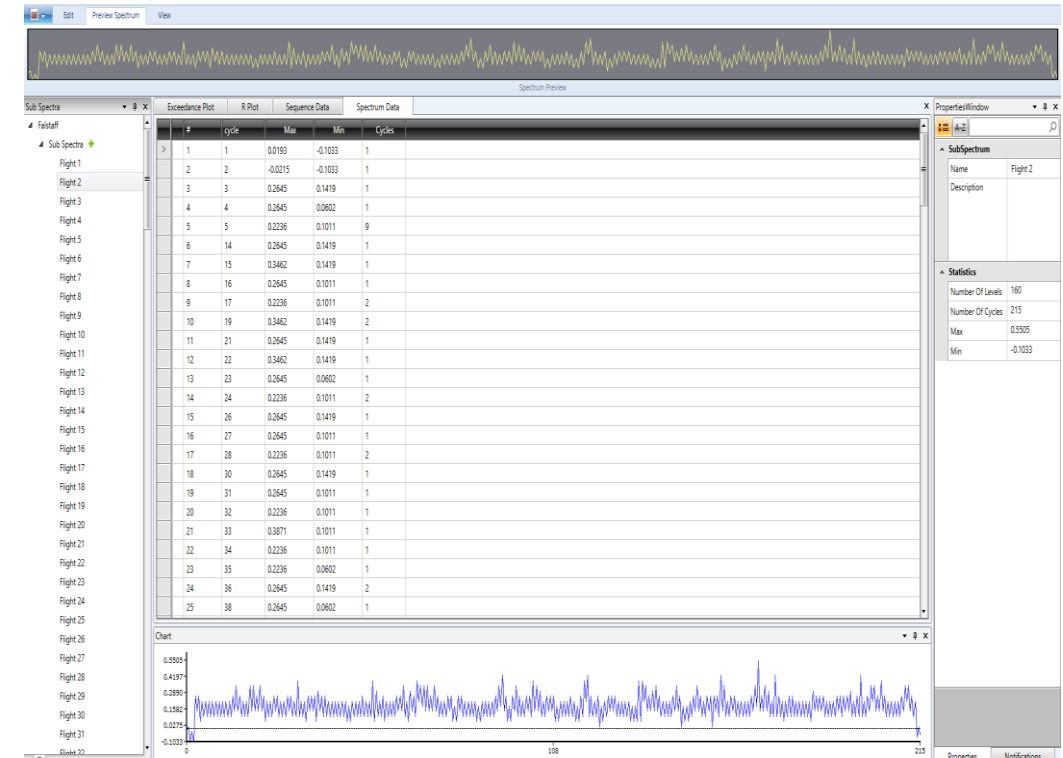 Edit Preview Spectrum View
Spectrum Preview
Sub Spectra
Falstaff
Sub Spectra
Flight 1
Flight 2
Flight 3
Flight 4
Flight 5
Flight 6
Flight 7
Flight 8
Flight 9
Flight 10
Flight 11
Flight 12
Flight 13
Flight 14
Flight 15
Flight 16
Flight 17
Flight 18
Flight 19
Flight 20
Flight 21
Flight 22
Flight 23
Flight 24
Flight 25
Flight 26
Flight 27
Flight 28
Flight 29
Flight 30
Flight 31
Flight 32
Exceedance Plot R Plot Sequence Data Spectrum Data X
# cycle Max Min Cycles
1 1 0.0193 -0.1033 1
2 2 -0.0215 -0.1033 1
3 3 0.2645 0.1419 1
4 4 0.2645 0.0602 1
5 5 0.2236 0.1011 9
6 14 0.2645 0.1419 1
7 15 0.3462 0.1419 1
8 16 0.2645 0.1011 1
9 17 0.2236 0.1011 2
10 19 0.3462 0.1419 2
11 21 0.2645 0.1419 1
12 22 0.3462 0.1419 1
13 23 0.2645 0.0602 1
14 24 0.2236 0.1011 2
15 26 0.2645 0.1419 1
16 27 0.2645 0.1011 1
17 28 0.2236 0.1011 2
18 30 0.2645 0.1419 1
19 31 0.2645 0.1011 1
20 32 0.2236 0.1011 1
21 33 0.3871 0.1011 1
22 34 0.2236 0.1011 1
23 35 0.2236 0.0602 1
24 36 0.2645 0.1419 2
25 38 0.2645 0.0602 1
Chart
0.5505
0.4197
0.2890
0.1582
0.0275
-0.1033
0 108 215
PropertiesWindow
A-Z
SubSpectrum
Name Flight 2
Description
Statistics
Number Of Levels 160
Number Of Cycles 215
Max 0.5505
Min -0.1033
Properties Notifications